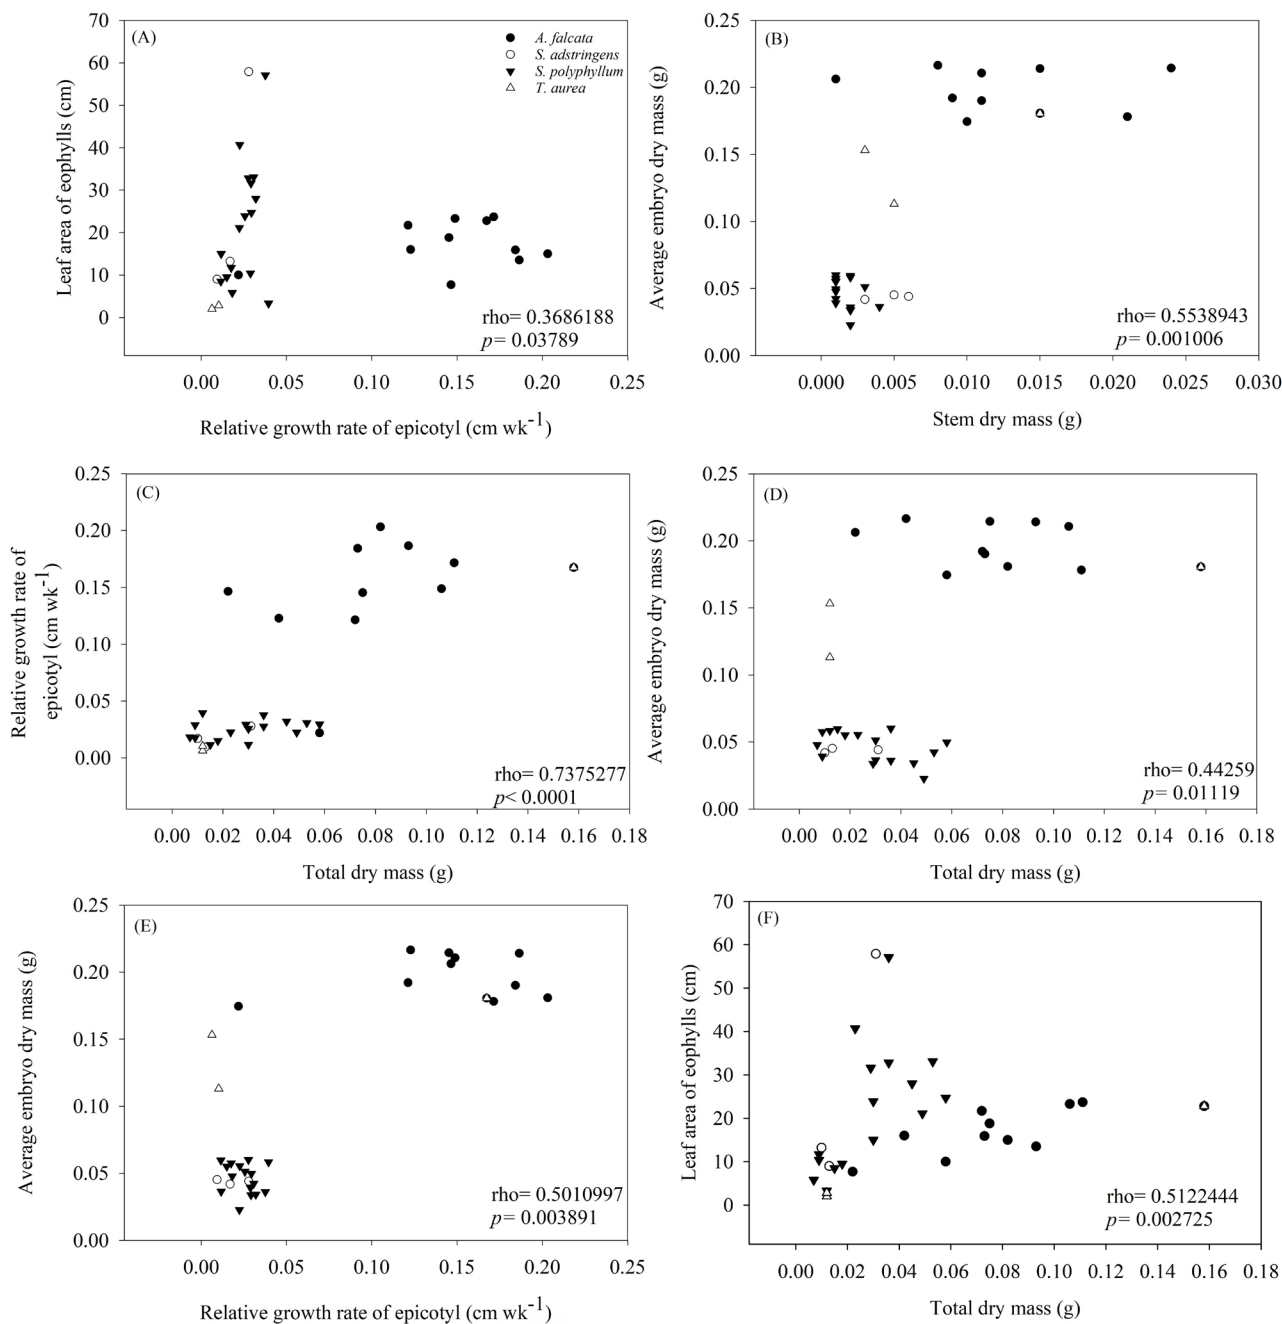 (A)
A. falcata
S. adstringens
S. polyphyllum
T. aurea
70
60
50
40
30
20
10
0
Leaf area of eophylls (cm)
rho= 0.3686188
p= 0.03789
0.00 0.05 0.10 0.15 0.20 0.25
Relative growth rate of epicotyl (cm wk-1)
(B)
0.25
0.20
0.15
0.10
0.05
0.00
Average embryo dry mass (g)
rho= 0.5538943
p= 0.001006
0.000 0.005 0.010 0.015 0.020 0.025 0.030
Stem dry mass (g)
(C)
0.25
0.20
0.15
0.10
0.05
0.00
Relative growth rate of
epicotyl (cm wk-1)
rho= 0.7375277
p< 0.0001
0.00 0.02 0.04 0.06 0.08 0.10 0.12 0.14 0.16 0.18
Total dry mass (g)
(D)
0.25
0.20
0.15
0.10
0.05
0.00
Average embryo dry mass (g)
rho= 0.44259
p= 0.01119
0.00 0.02 0.04 0.06 0.08 0.10 0.12 0.14 0.16 0.18
Total dry mass (g)
(E)
0.25
0.20
0.15
0.10
0.05
0.00
Average embryo dry mass (g)
rho= 0.5010997
p= 0.003891
0.00 0.05 0.10 0.15 0.20 0.25
Relative growth rate of epicotyl (cm wk-1)
(F)
70
60
50
40
30
20
10
0
Leaf area of eophylls (cm)
rho= 0.5122444
p= 0.002725
0.00 0.02 0.04 0.06 0.08 0.10 0.12 0.14 0.16 0.18
Total dry mass (g)